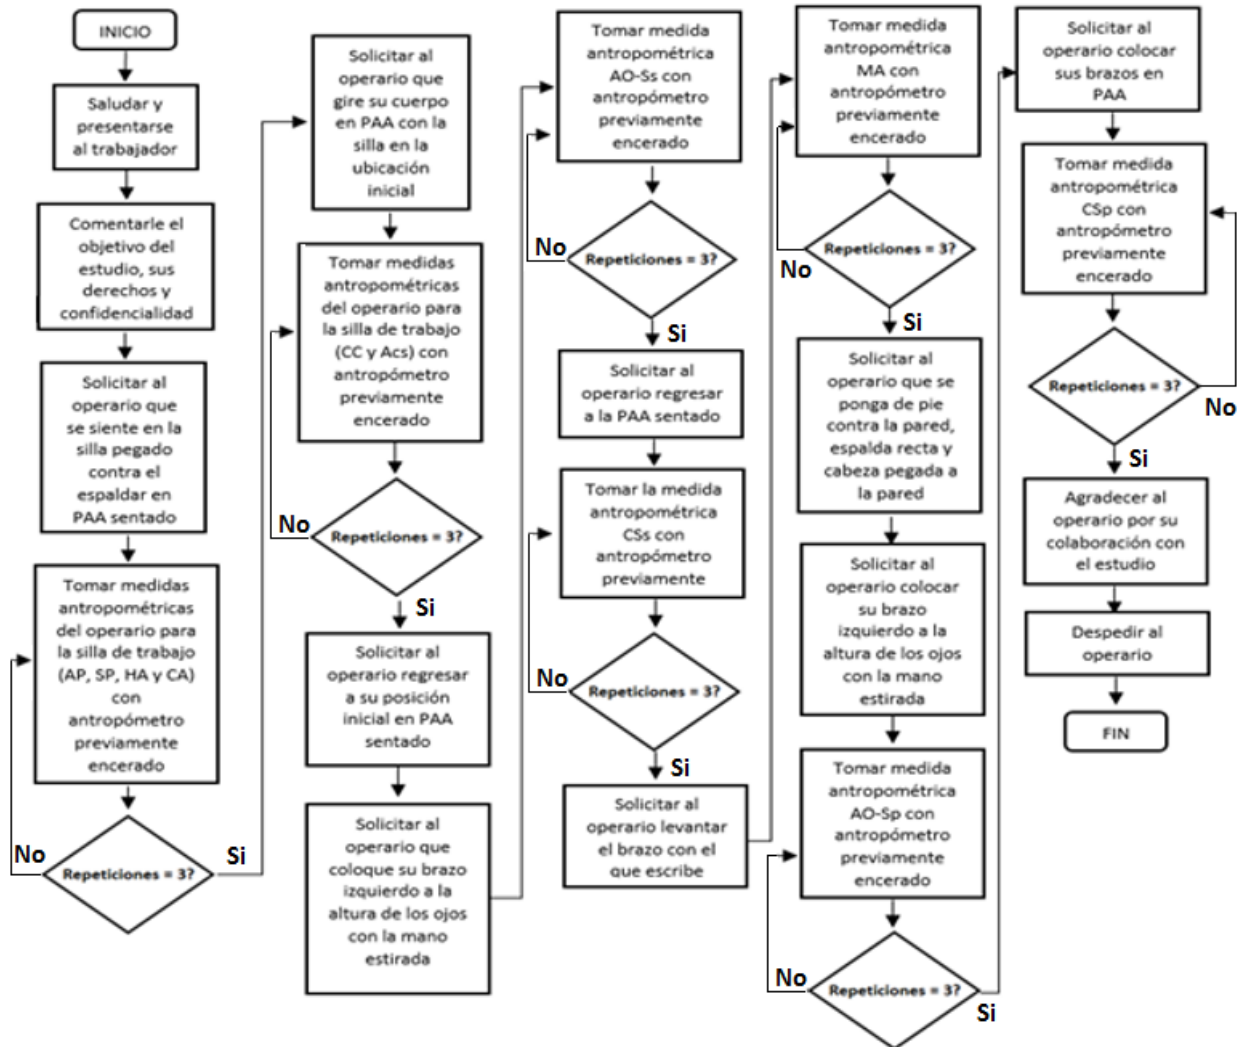 INICIO
Saludar y
presentarse
al trabajador
Comentarle el
objetivo del
estudio, sus
derechos y
confidencialidad
Solicitar al
operario que
se siente en la
silla pegado
contra el
espaldar en
PAA sentado
Tomar medidas
antropométricas
del operario para
la silla de trabajo
(AP, SP, HA y CA)
con
antropómetro
previamente
encerado
Repeticiones = 3?
No
Si
Solicitar al
operario que
gire su cuerpo
en PAA con la
silla en la
ubicación
inicial
Tomar medidas
antropométricas
del operario para
la silla de trabajo
(CC y Acs) con
antropómetro
previamente
encerado
Repeticiones = 3?
No
Si
Solicitar al
operario regresar
a su posición
inicial en PAA
sentado
Solicitar al
operario que
coloque su brazo
izquierdo a la
altura de los ojos
con la mano
estirada
Tomar medida
antropométrica
AO-Ss con
antropómetro
previamente
encerado
Repeticiones = 3?
No
Si
Solicitar al
operario regresar
a la PAA sentado
Tomar la medida
antropométrica
CSs con
antropómetro
previamente
Repeticiones = 3?
No
Si
Solicitar al
operario levantar
el brazo con el
que escribe
Tomar medida
antropométrica
MA con
antropómetro
previamente
encerado
Repeticiones = 3?
No
Si
Solicitar al
operario que se
ponga de pie
contra la pared,
espalda recta y
cabeza pegada a
la pared
Solicitar al
operario colocar
su brazo
izquierdo a la
altura de los ojos
con la mano
estirada
Tomar medida
antropométrica
AO-Sp con
antropómetro
previamente
encerado
Repeticiones = 3?
No
Si
Solicitar al
operario colocar
sus brazos en
PAA
Tomar medida
antropométrica
CSp con
antropómetro
previamente
encerado
Repeticiones = 3?
No
Si
Agradecer al
operario por su
colaboración con
el estudio
Despedir al
operario
FIN